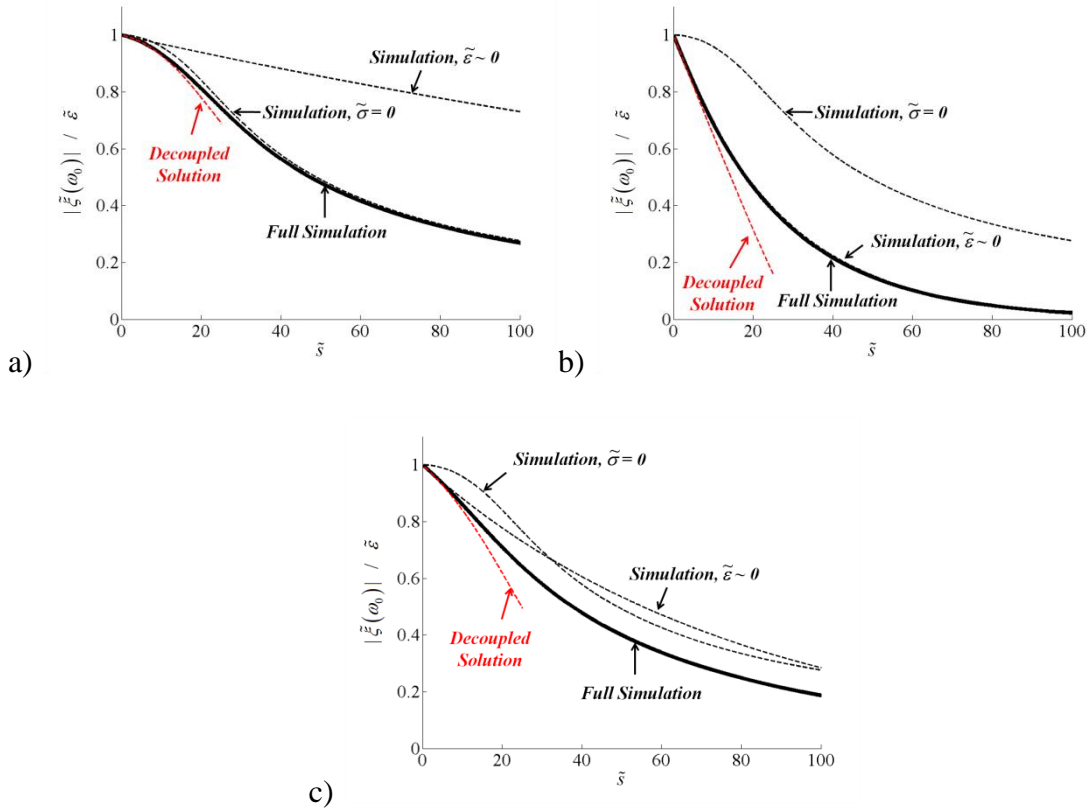 1
0.8
0.6
0.4
0.2
0
0 20 40 60 80 100
|ξ̃(ω₀)| / ε̃
s̃
Simulation, ε̃ ~ 0
Simulation, σ̃ = 0
Decoupled
Solution
Full Simulation
a)
1
0.8
0.6
0.4
0.2
0
0 20 40 60 80 100
|ξ̃(ω₀)| / ε̃
s̃
Simulation, σ̃ = 0
Simulation, ε̃ ~ 0
Decoupled
Solution
Full Simulation
b)
1
0.8
0.6
0.4
0.2
0
0 20 40 60 80 100
|ξ̃(ω₀)| / ε̃
s̃
Simulation, σ̃ = 0
Simulation, ε̃ ~ 0
Decoupled
Solution
Full Simulation
c)